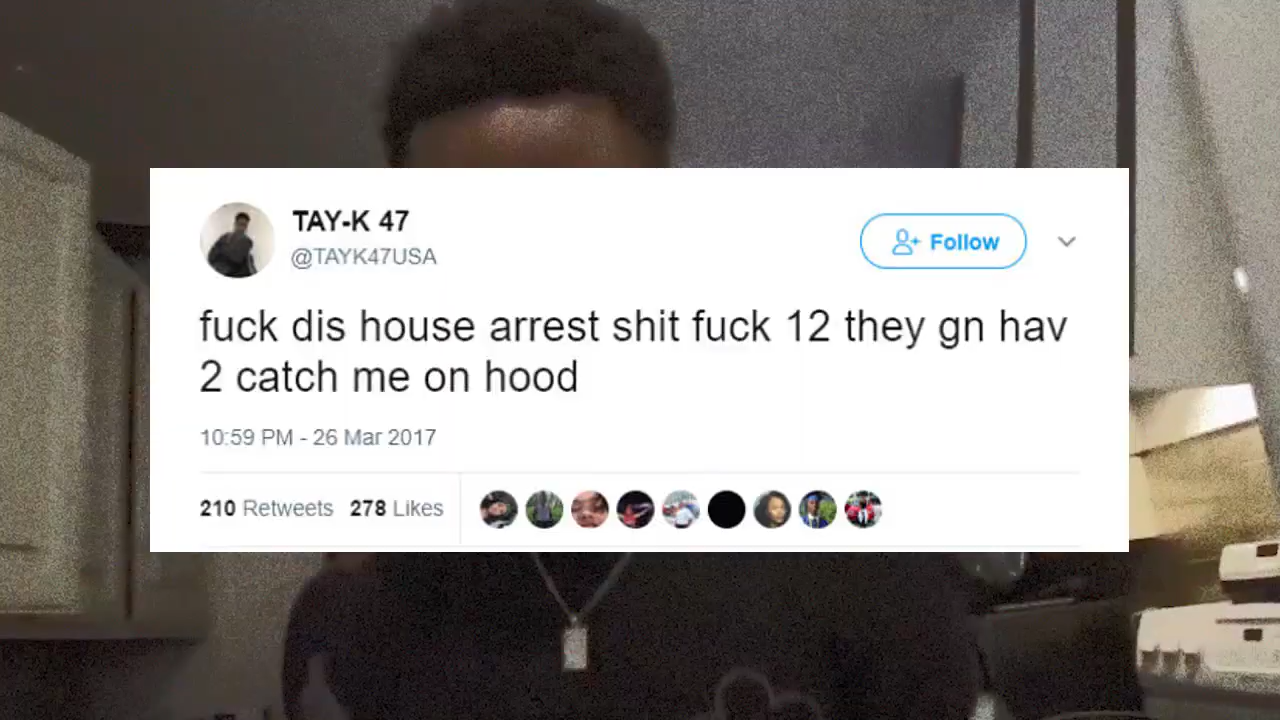 TAY-K 47
@TAYK47USA
Follow
fuck dis house arrest shit fuck 12 they gn hav
2 catch me on hood
10:59 PM - 26 Mar 2017
210 Retweets 278 Likes